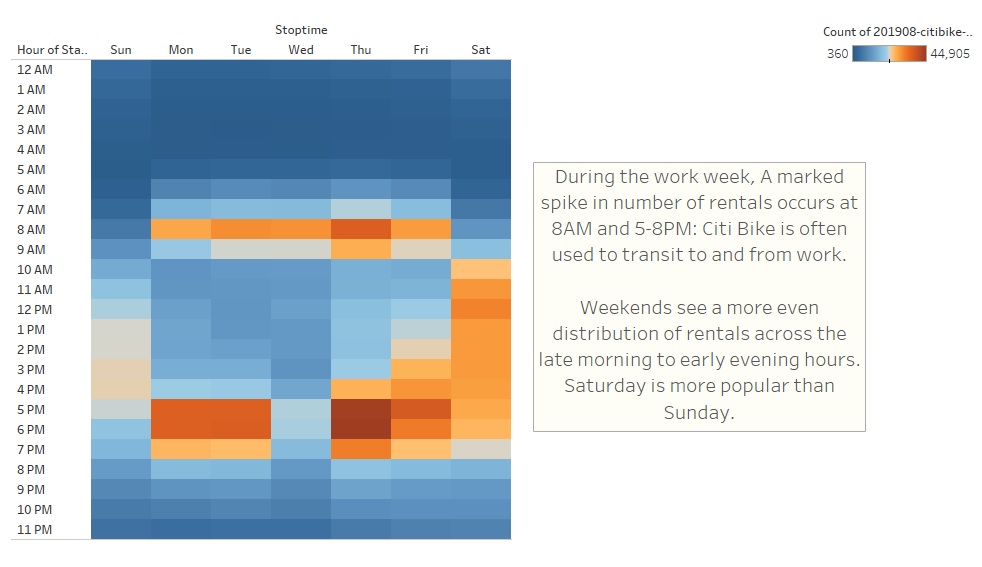 Stoptime
Hour of Sta.. Sun Mon Tue Wed Thu Fri Sat
12 AM
1 AM
2 AM
3 AM
4 AM
5 AM
6 AM
7 AM
8 AM
9 AM
10 AM
11 AM
12 PM
1 PM
2 PM
3 PM
4 PM
5 PM
6 PM
7 PM
8 PM
9 PM
10 PM
11 PM
Count of 201908-citibike-..
360 44,905
During the work week, A marked
spike in number of rentals occurs at
8AM and 5-8PM: Citi Bike is often
used to transit to and from work.
Weekends see a more even
distribution of rentals across the
late morning to early evening hours.
Saturday is more popular than
Sunday.